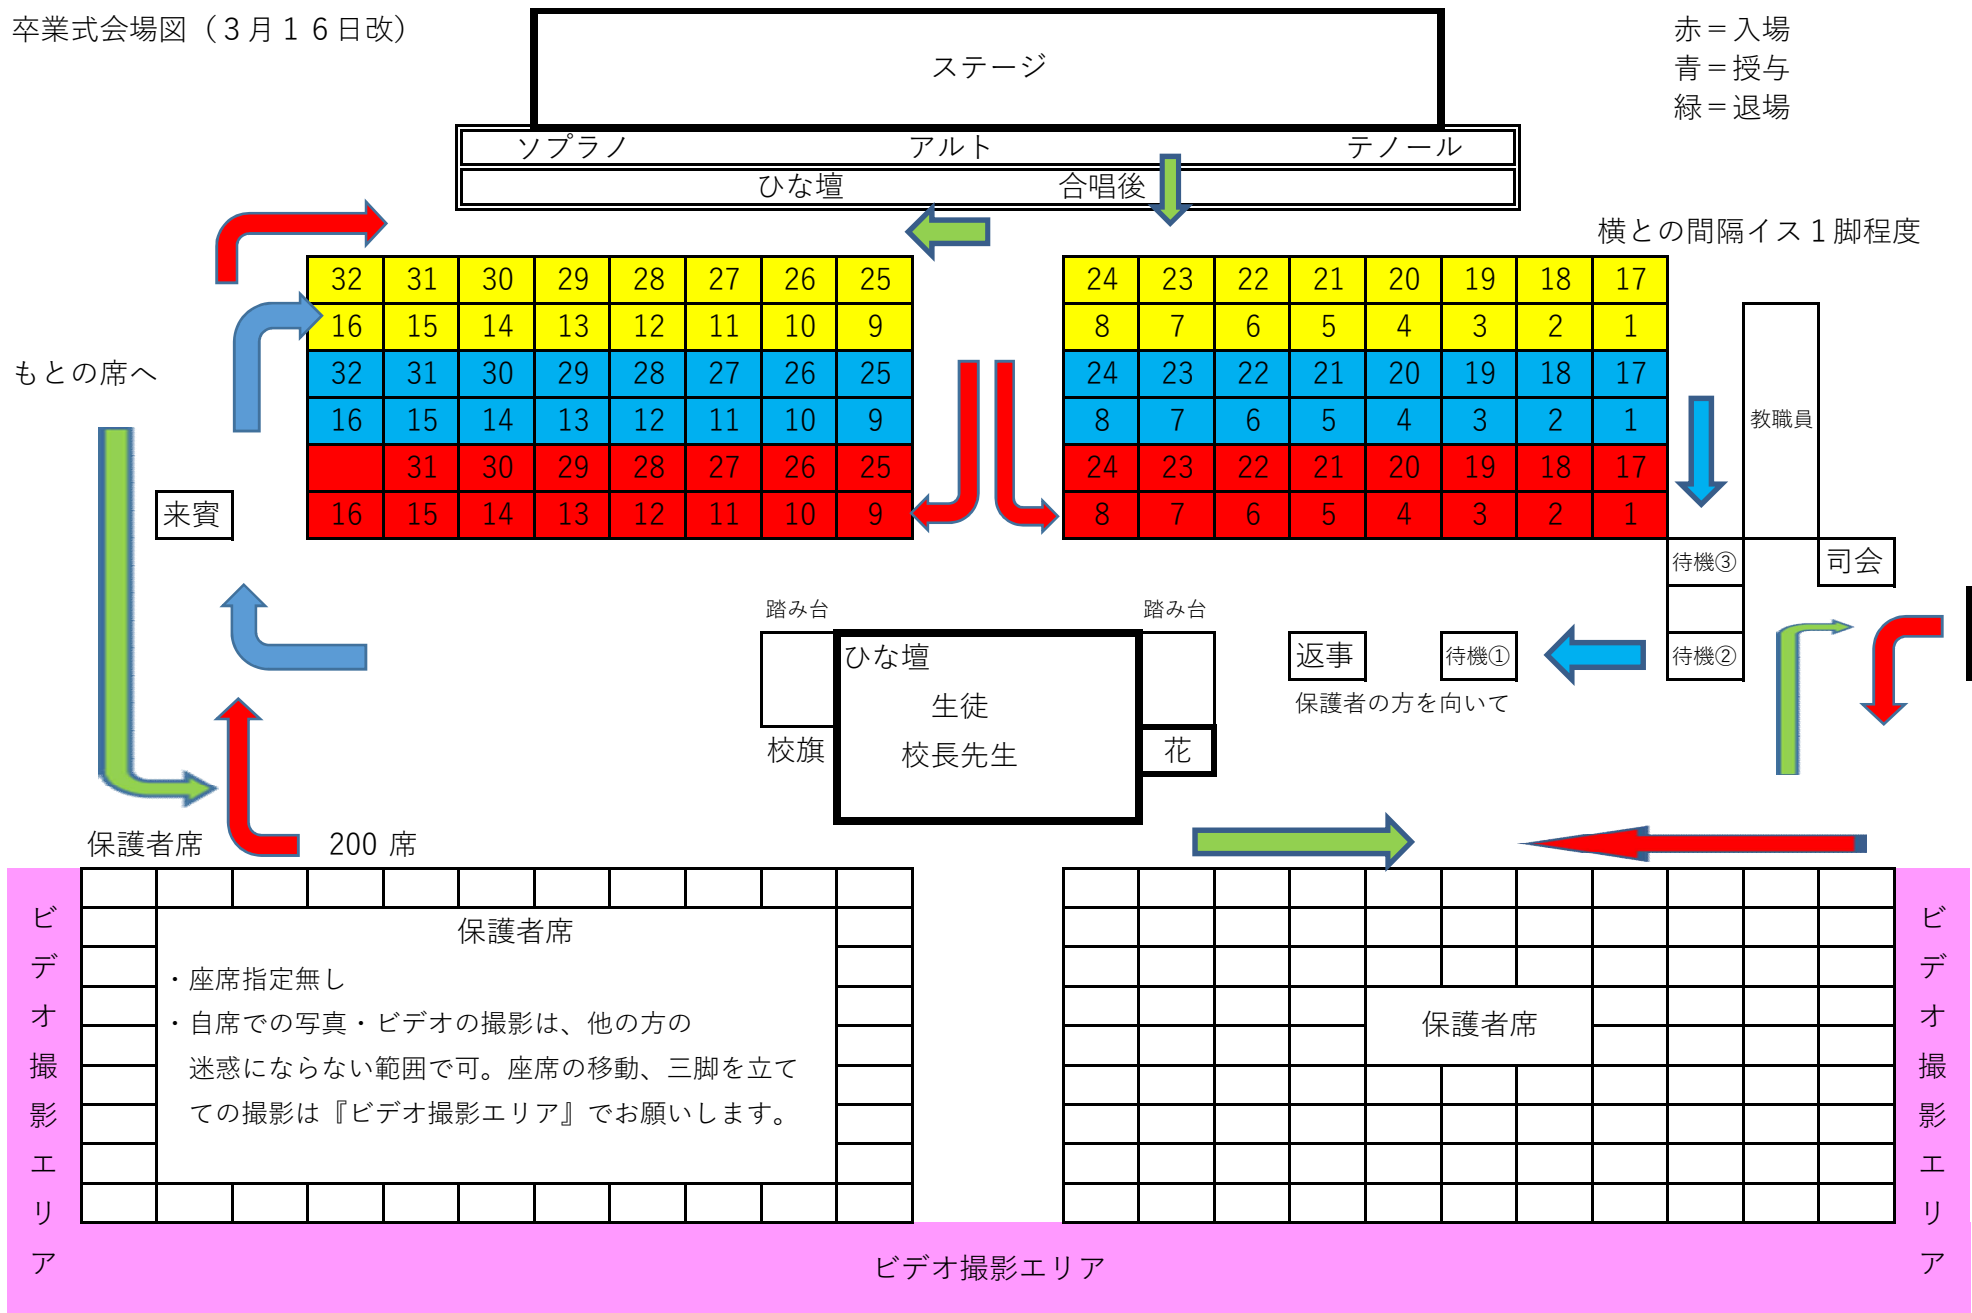 卒業式会場図（３月１６日改）
赤＝入場
青＝授与
緑＝退場
ステージ
ソプラノ アルト テノール
ひな壇 合唱後
横との間隔イス１脚程度
32 31 30 29 28 27 26 25 24 23 22 21 20 19 18 17
16 15 14 13 12 11 10 9 8 7 6 5 4 3 2 1
もとの席へ
32 31 30 29 28 27 26 25 24 23 22 21 20 19 18 17
16 15 14 13 12 11 10 9 8 7 6 5 4 3 2 1
教職員
31 30 29 28 27 26 25 24 23 22 21 20 19 18 17
来賓
16 15 14 13 12 11 10 9 8 7 6 5 4 3 2 1
待機③ 司会
踏み台 踏み台
ひな壇
返事 待機① 待機②
生徒
保護者の方を向いて
校旗 校長先生 花
保護者席 200 席
ビデオ撮影エリア
保護者席
・座席指定無し
・自席での写真・ビデオの撮影は、他の方の
迷惑にならない範囲で可。座席の移動、三脚を立て
ての撮影は『ビデオ撮影エリア』でお願いします。
保護者席
ビデオ撮影エリア
ビデオ撮影エリア